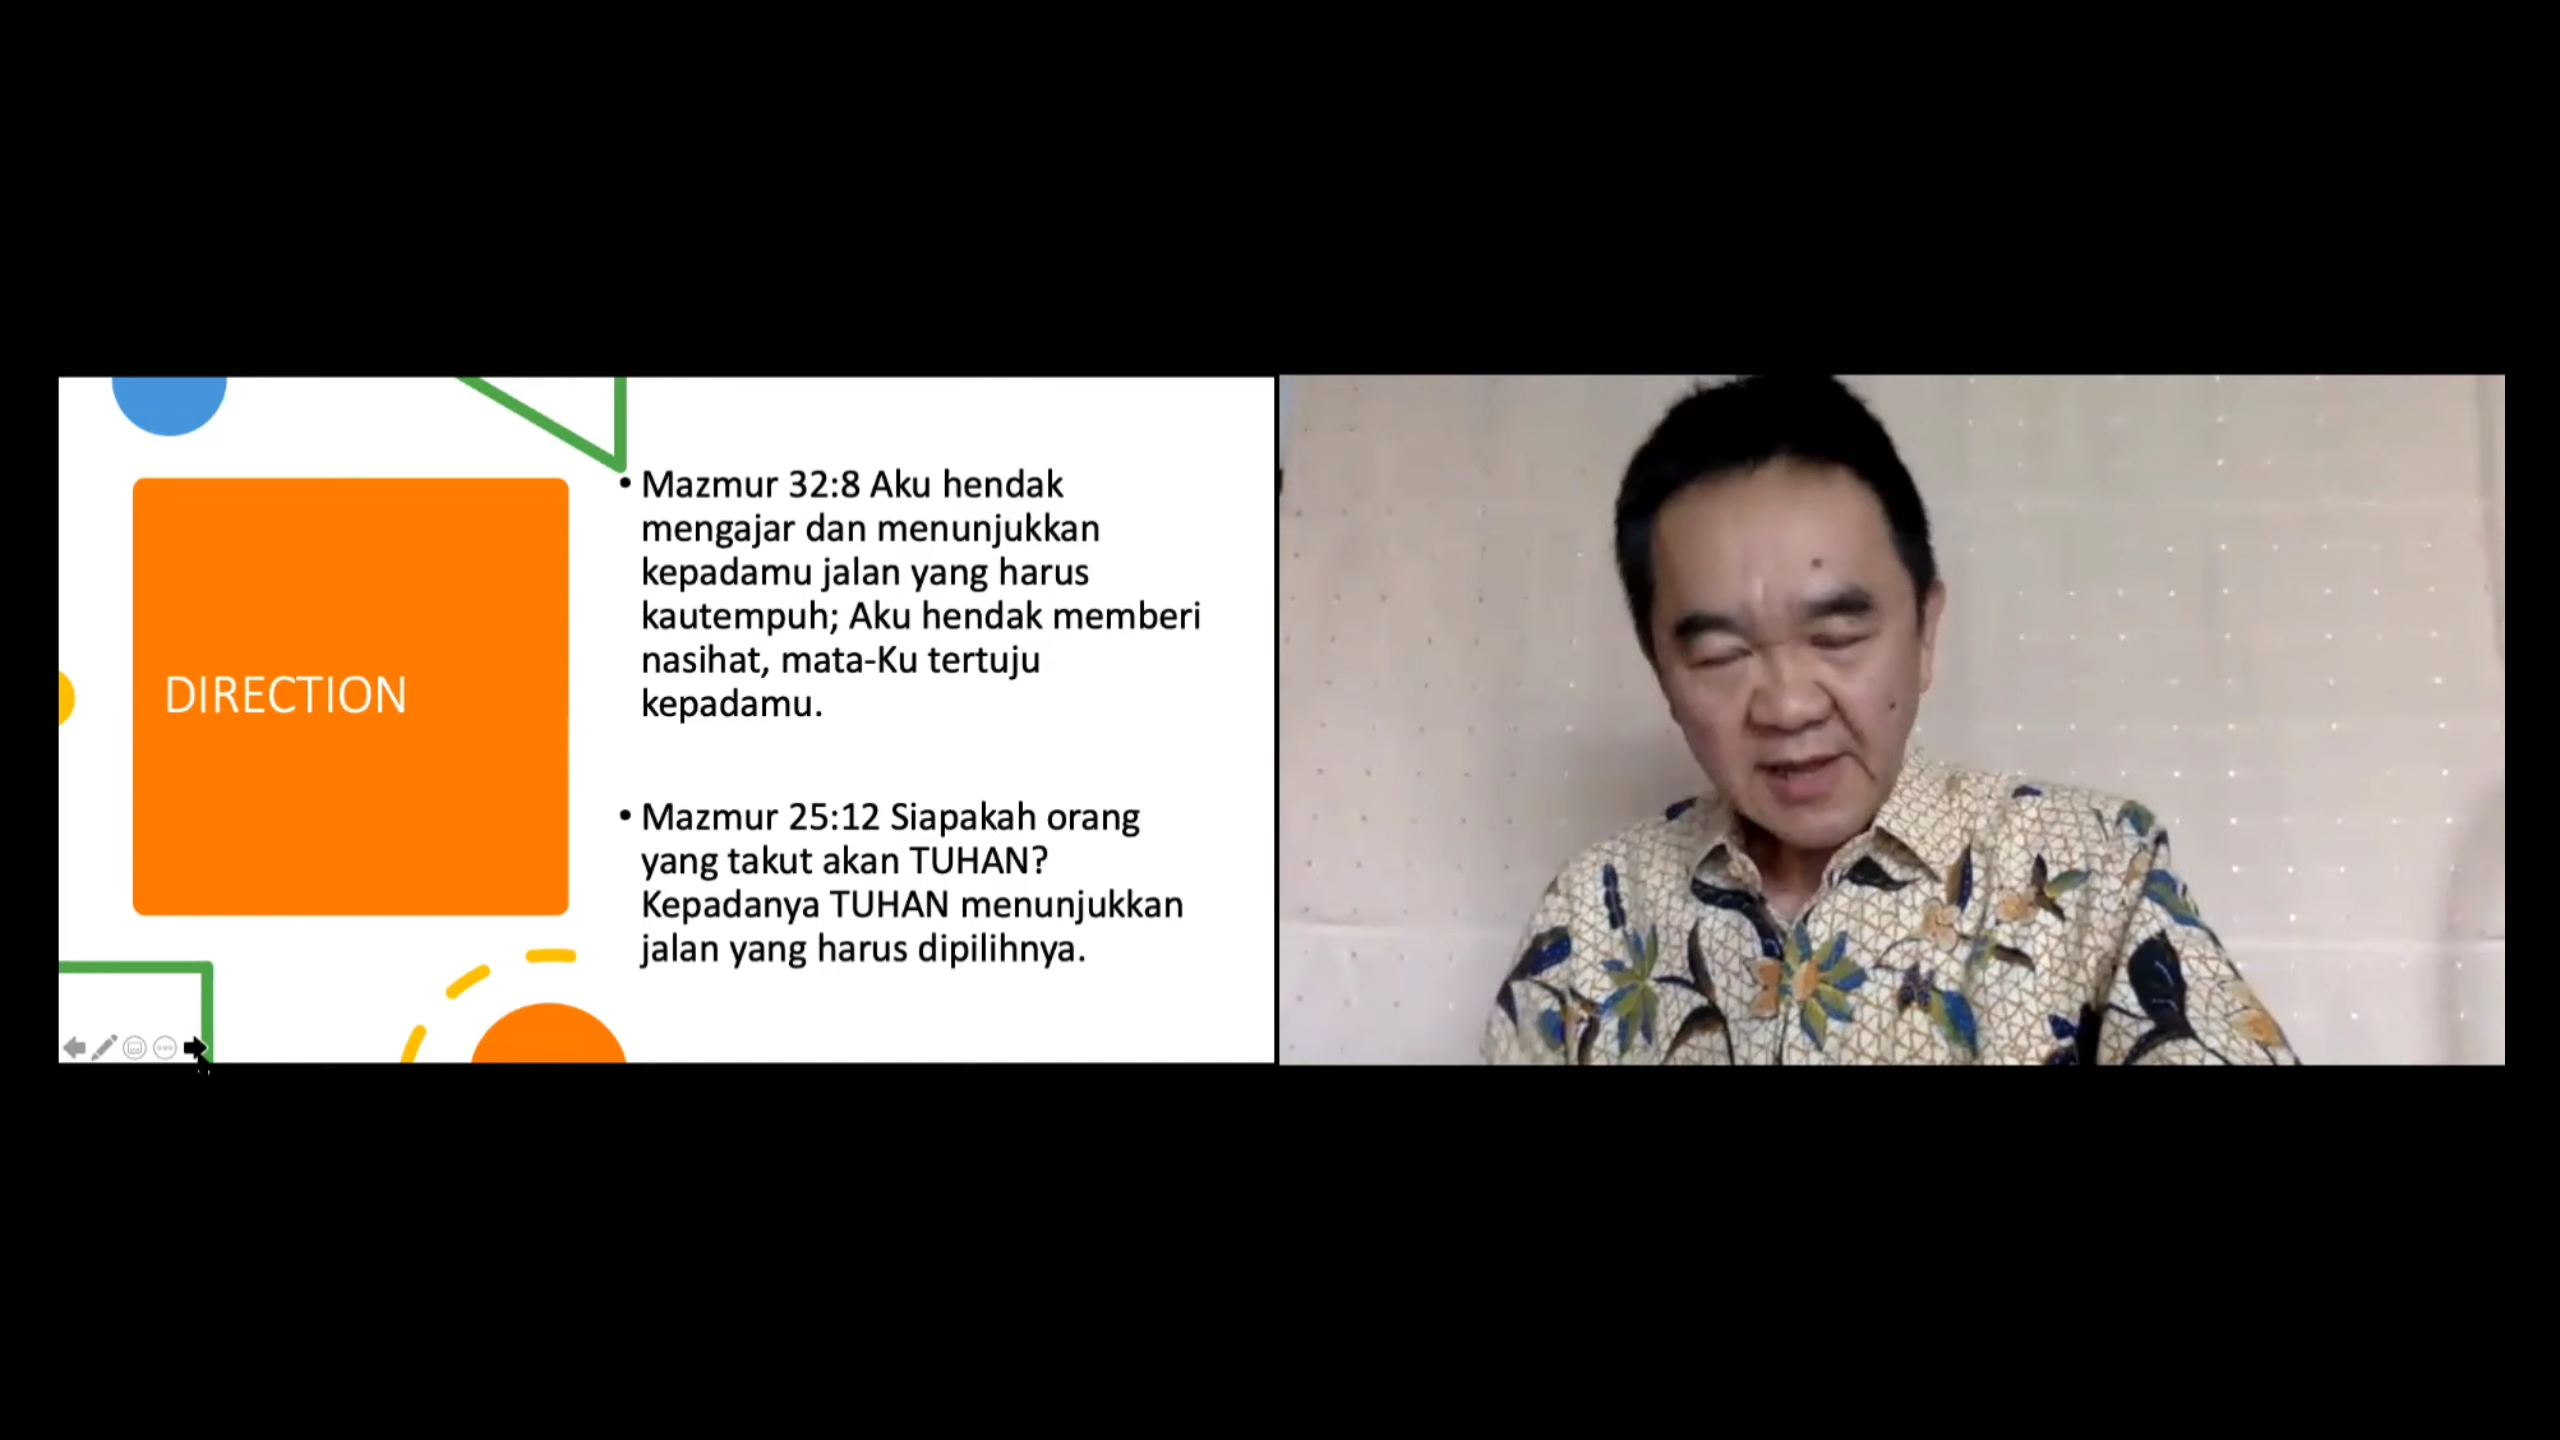 DIRECTION
• Mazmur 32:8 Aku hendak
mengajar dan menunjukkan
kepadamu jalan yang harus
kautempuh; Aku hendak memberi
nasihat, mata-Ku tertuju
kepadamu.
• Mazmur 25:12 Siapakah orang
yang takut akan TUHAN?
Kepadanya TUHAN menunjukkan
jalan yang harus dipilihnya.